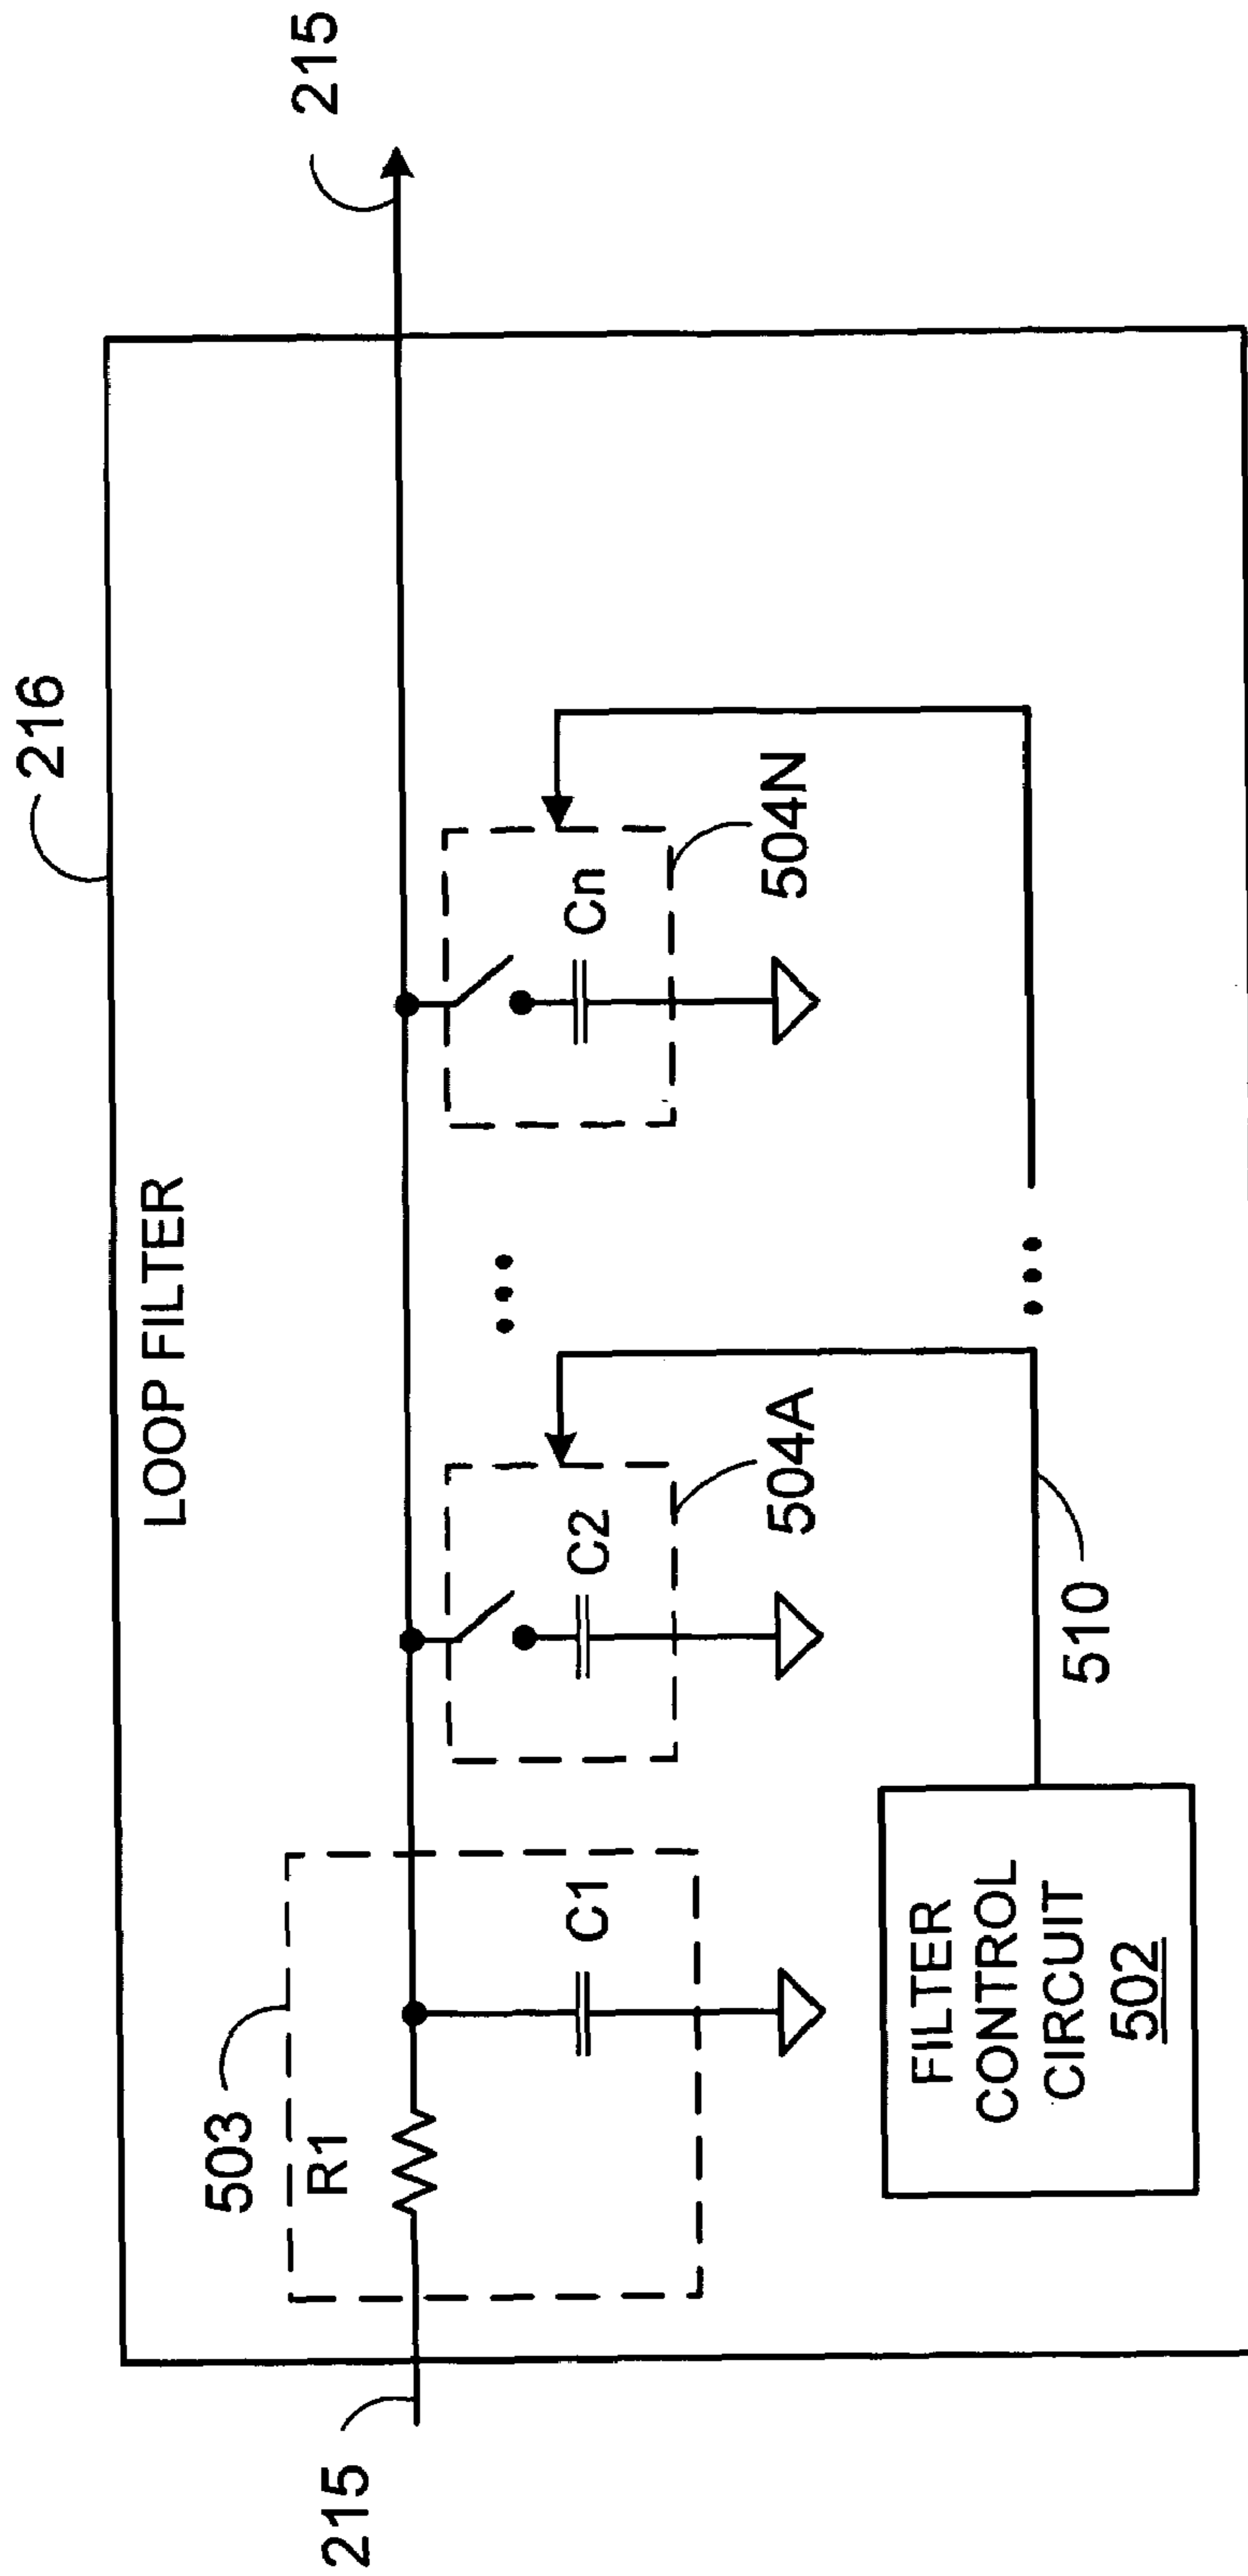 216
LOOP FILTER
215
503
R1
C1
C2
Cn
215
504A
504N
510
FILTER
CONTROL
CIRCUIT
502